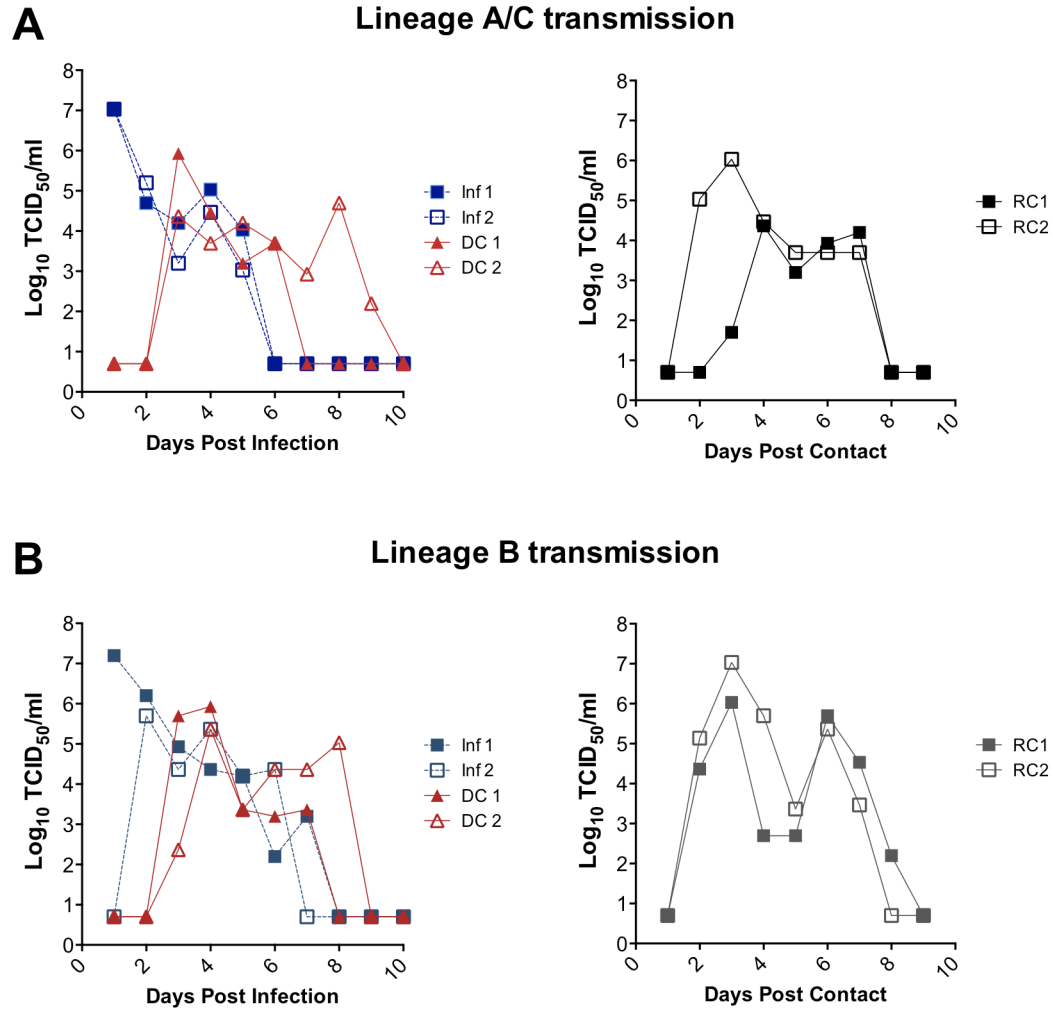 A
Lineage A/C transmission
Log10 TCID50/ml
8
7
6
5
4
3
2
1
0
0 2 4 6 8 10
Days Post Infection
Inf 1
Inf 2
DC 1
DC 2
Log10 TCID50/ml
8
7
6
5
4
3
2
1
0
0 2 4 6 8 10
Days Post Contact
RC1
RC2
B
Lineage B transmission
Log10 TCID50/ml
8
7
6
5
4
3
2
1
0
0 2 4 6 8 10
Days Post Infection
Inf 1
Inf 2
DC 1
DC 2
Log10 TCID50/ml
8
7
6
5
4
3
2
1
0
0 2 4 6 8 10
Days Post Contact
RC1
RC2